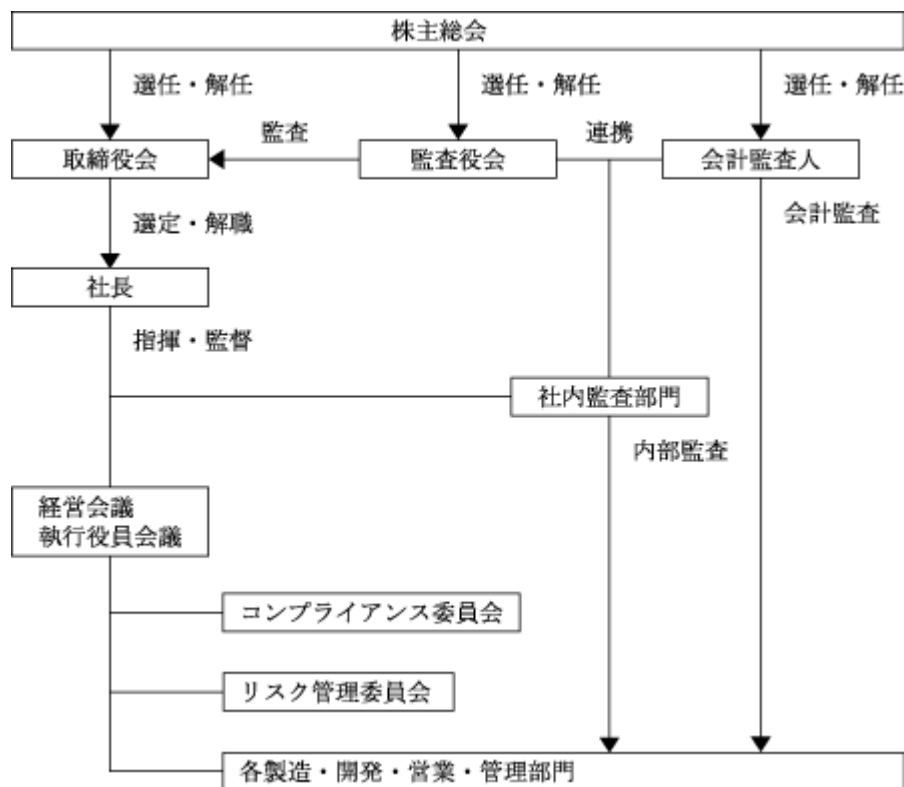 株主総会
選任・解任
選任・解任
選任・解任
監査
連携
取締役会
監査役会
会計監査人
会計監査
選定・解職
社長
指揮・監督
社内監査部門
内部監査
経営会議
執行役員会議
コンプライアンス委員会
リスク管理委員会
各製造・開発・営業・管理部門